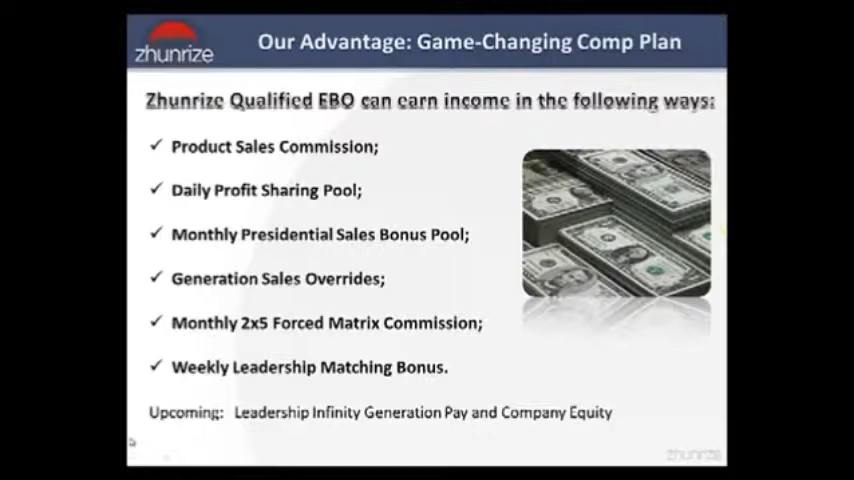 zhunrize
Our Advantage: Game-Changing Comp Plan
Zhunrize Qualified EBO can earn income in the following ways:
✓ Product Sales Commission;
✓ Daily Profit Sharing Pool;
✓ Monthly Presidential Sales Bonus Pool;
✓ Generation Sales Overrides;
✓ Monthly 2x5 Forced Matrix Commission;
✓ Weekly Leadership Matching Bonus.
Upcoming: Leadership Infinity Generation Pay and Company Equity
zhunrize